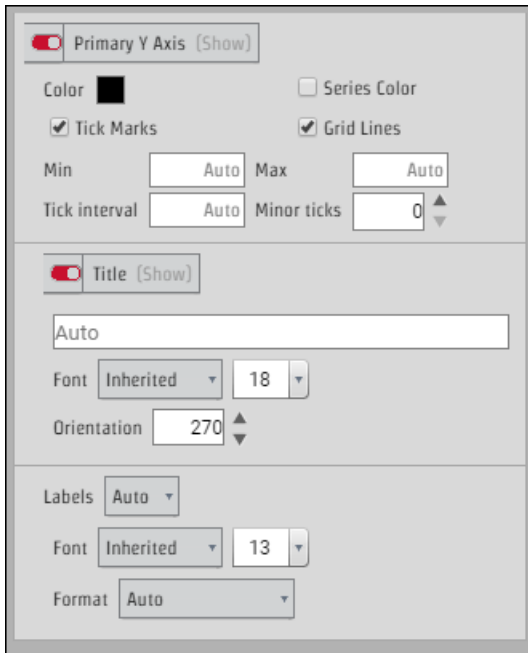 Primary Y Axis (Show)
Color Series Color
Tick Marks Grid Lines
Min Auto Max Auto
Tick interval Auto Minor ticks 0
Title (Show)
Auto
Font Inherited 18
Orientation 270
Labels Auto
Font Inherited 13
Format Auto